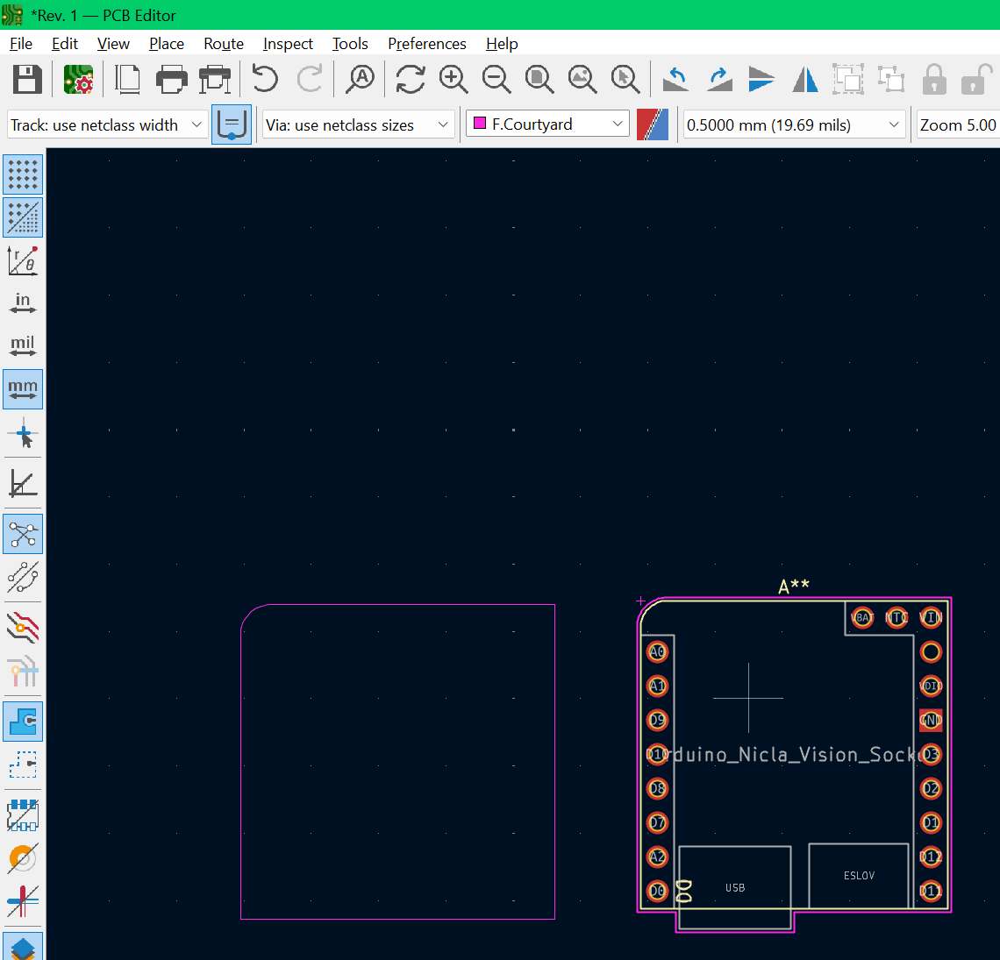 *Rev. 1 — PCB Editor
File Edit View Place Route Inspect Tools Preferences Help
Track: use netclass width Via: use netclass sizes F.Courtyard 0.5000 mm (19.69 mils) Zoom 5.00
r
θ
in
mil
mm
A**
VBAT NTC VIN
A0
A1 VDIO
D9 GND
D10 rduino_Nicla_Vision_Sock D3
D8 D2
D7 D1
A2 D12
ESLOV
USB
D0 D11